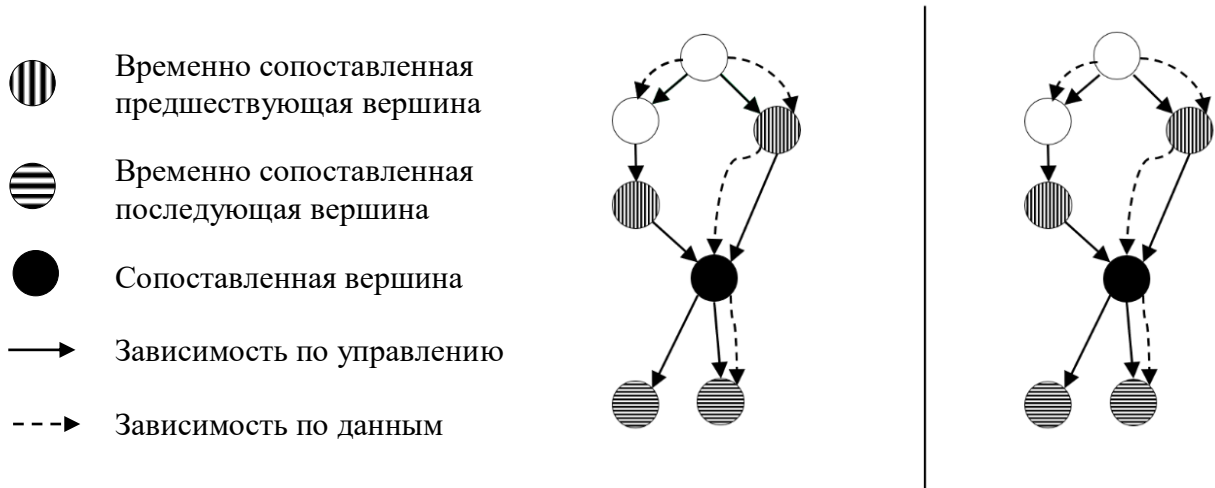 Временно сопоставленная
предшествующая вершина
Временно сопоставленная
последующая вершина
Сопоставленная вершина
Зависимость по управлению
Зависимость по данным